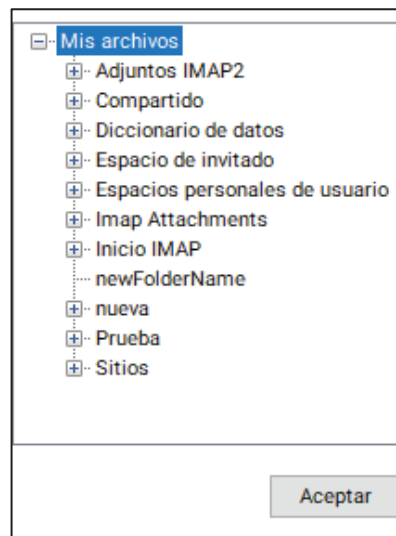 Mis archivos
Adjuntos IMAP2
Compartido
Diccionario de datos
Espacio de invitado
Espacios personales de usuario
Imap Attachments
Inicio IMAP
newFolderName
nueva
Prueba
Sitios
Aceptar